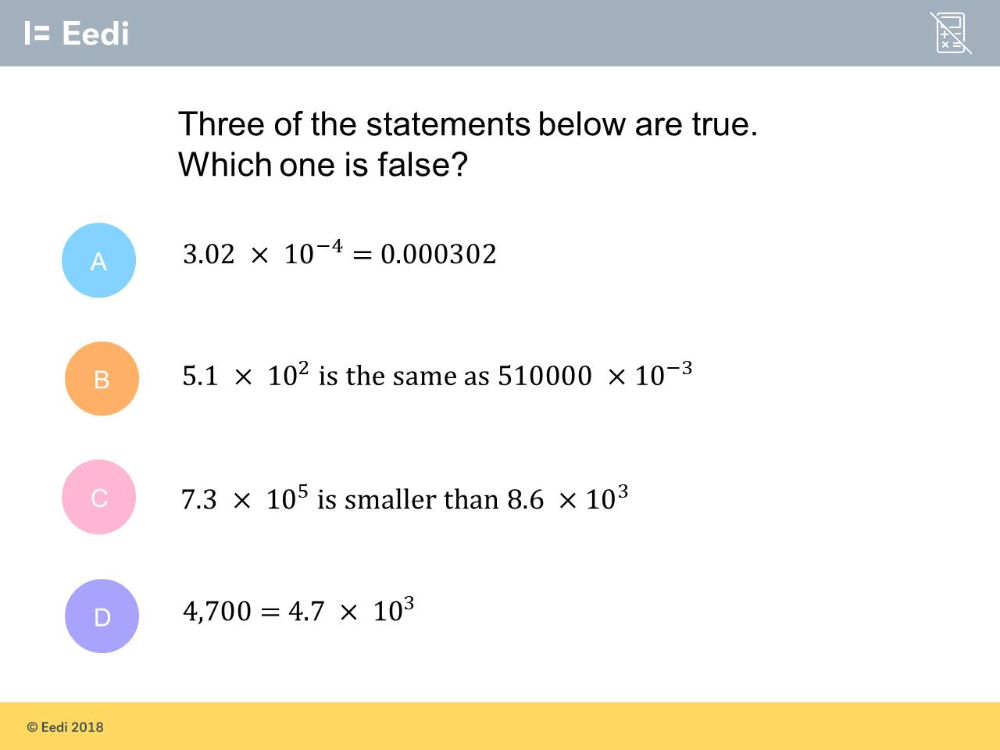 Eedi
Three of the statements below are true.
Which one is false?
A
3.02 × 10⁻⁴ = 0.000302
B
5.1 × 10² is the same as 510000 × 10⁻³
C
7.3 × 10⁵ is smaller than 8.6 × 10³
D
4,700 = 4.7 × 10³
© Eedi 2018